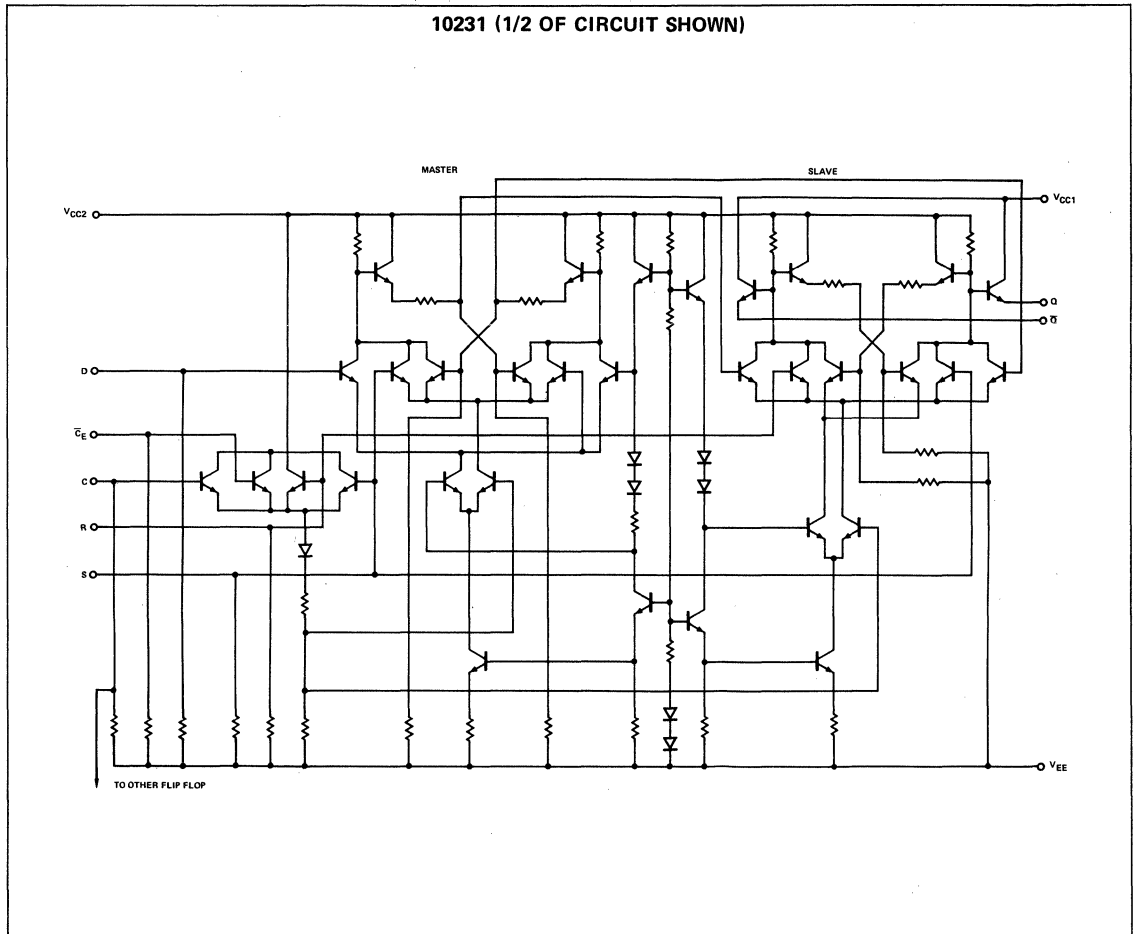 10231 (1/2 OF CIRCUIT SHOWN)
MASTER
SLAVE
VCC2
VCC1
Q
Q̅
D
C̅E
C
R
S
VEE
TO OTHER FLIP FLOP